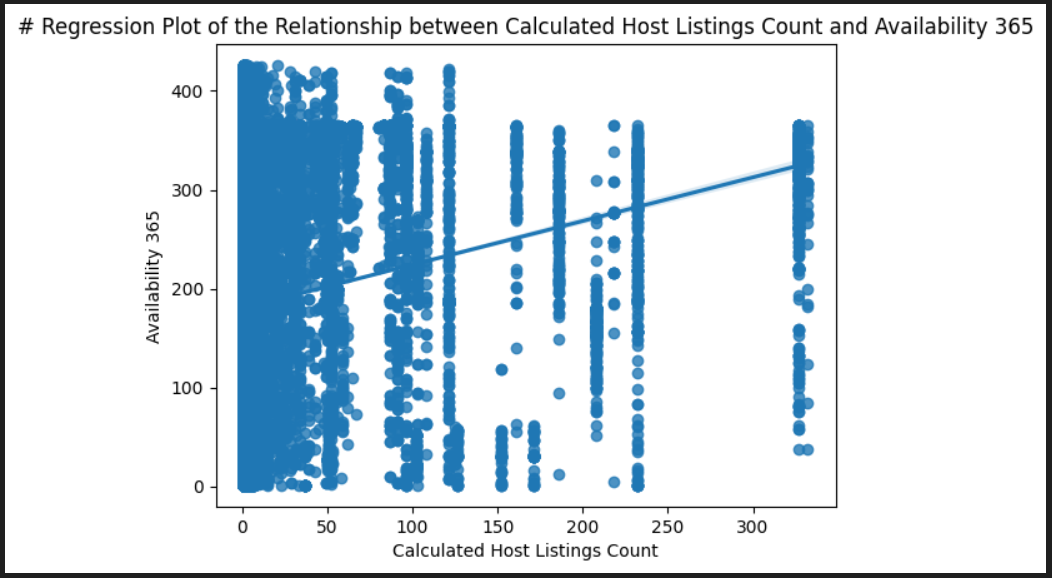 # Regression Plot of the Relationship between Calculated Host Listings Count and Availability 365
400
300
200
100
0
Availability 365
0 50 100 150 200 250 300
Calculated Host Listings Count